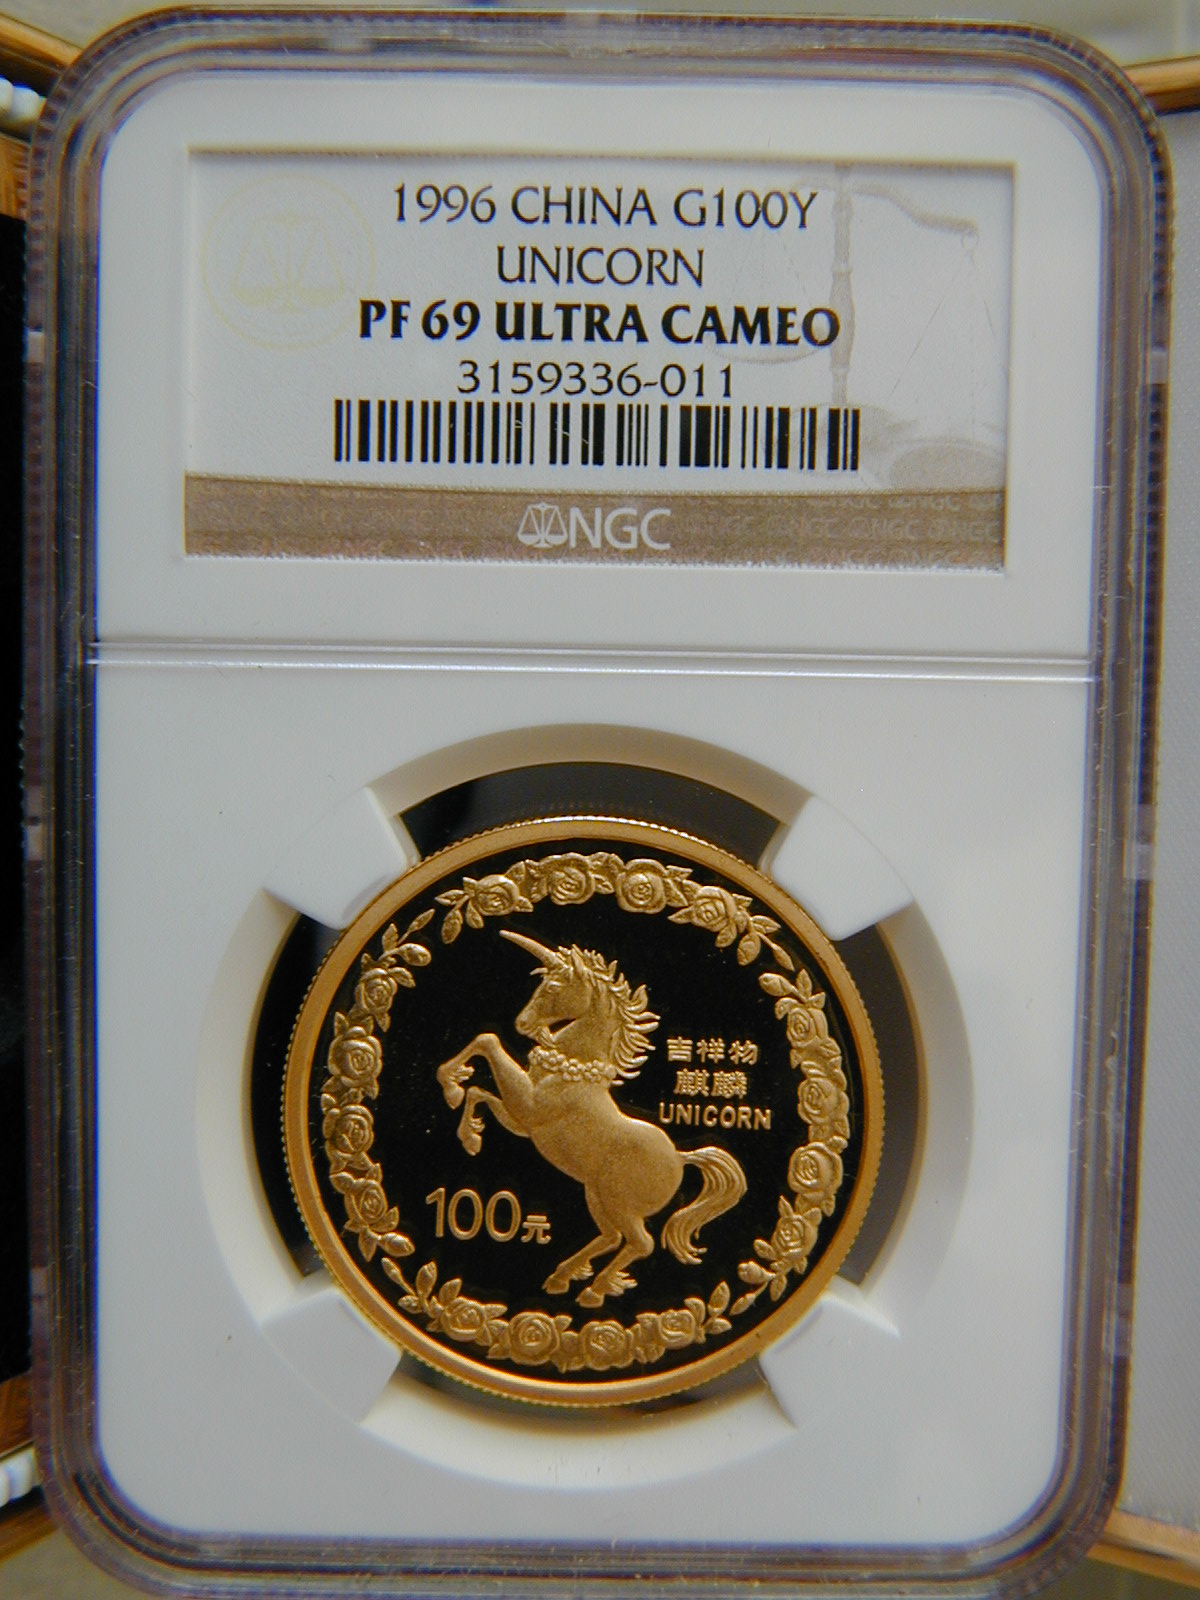 1996 CHINA G100Y
UNICORN
PF 69 ULTRA CAMEO
3159336-011
NGC
吉祥物
麒麟
UNICORN
100元